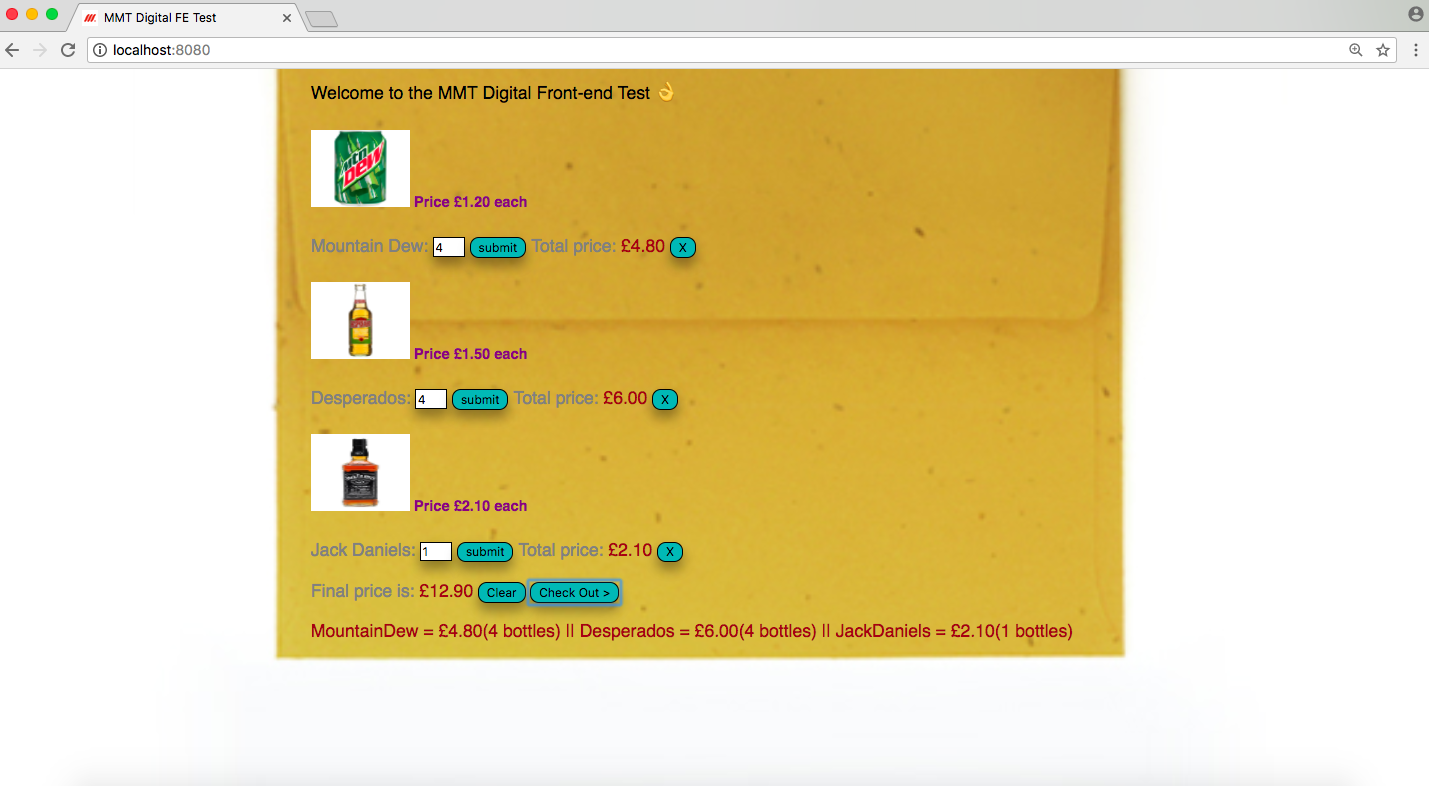 MMT Digital FE Test
localhost:8080
Welcome to the MMT Digital Front-end Test 👌
Mtn
DEW
Price £1.20 each
Mountain Dew: 4 submit Total price: £4.80 X
Price £1.50 each
Desperados: 4 submit Total price: £6.00 X
Price £2.10 each
Jack Daniels: 1 submit Total price: £2.10 X
Final price is: £12.90 Clear Check Out >
MountainDew = £4.80(4 bottles) || Desperados = £6.00(4 bottles) || JackDaniels = £2.10(1 bottles)